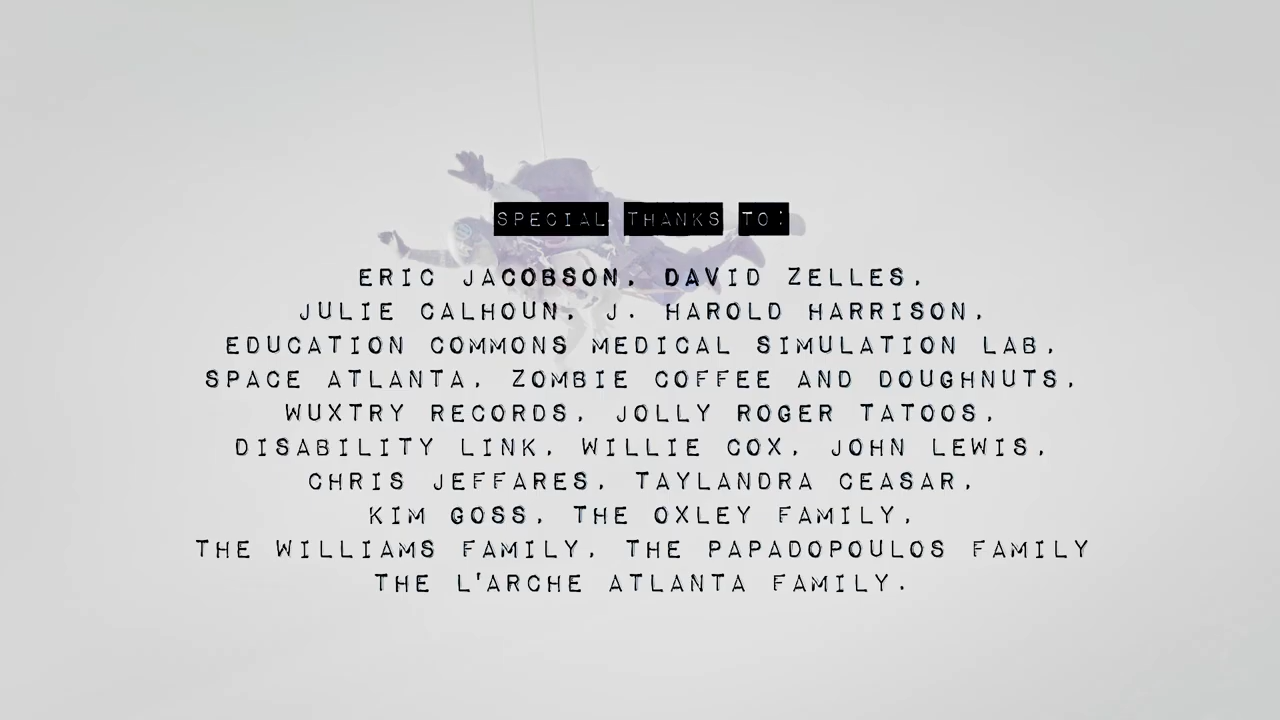 SPECIAL THANKS TO:
ERIC JACOBSON, DAVID ZELLES,
JULIE CALHOUN, J. HAROLD HARRISON,
EDUCATION COMMONS MEDICAL SIMULATION LAB,
SPACE ATLANTA, ZOMBIE COFFEE AND DOUGHNUTS,
WUXTRY RECORDS, JOLLY ROGER TATOOS,
DISABILITY LINK, WILLIE COX, JOHN LEWIS,
CHRIS JEFFARES, TAYLANDRA CEASAR,
KIM GOSS, THE OXLEY FAMILY,
THE WILLIAMS FAMILY, THE PAPADOPOULOS FAMILY
THE L'ARCHE ATLANTA FAMILY.